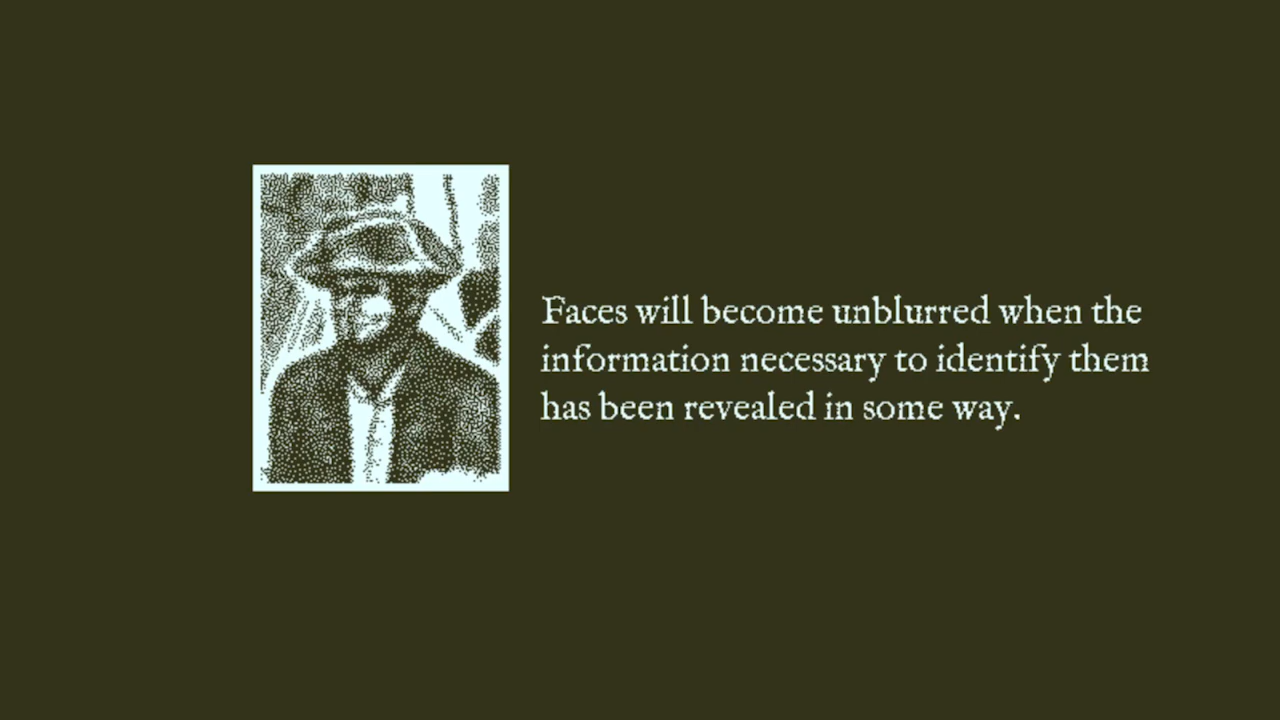 Faces will become unblurred when the
information necessary to identify them
has been revealed in some way.